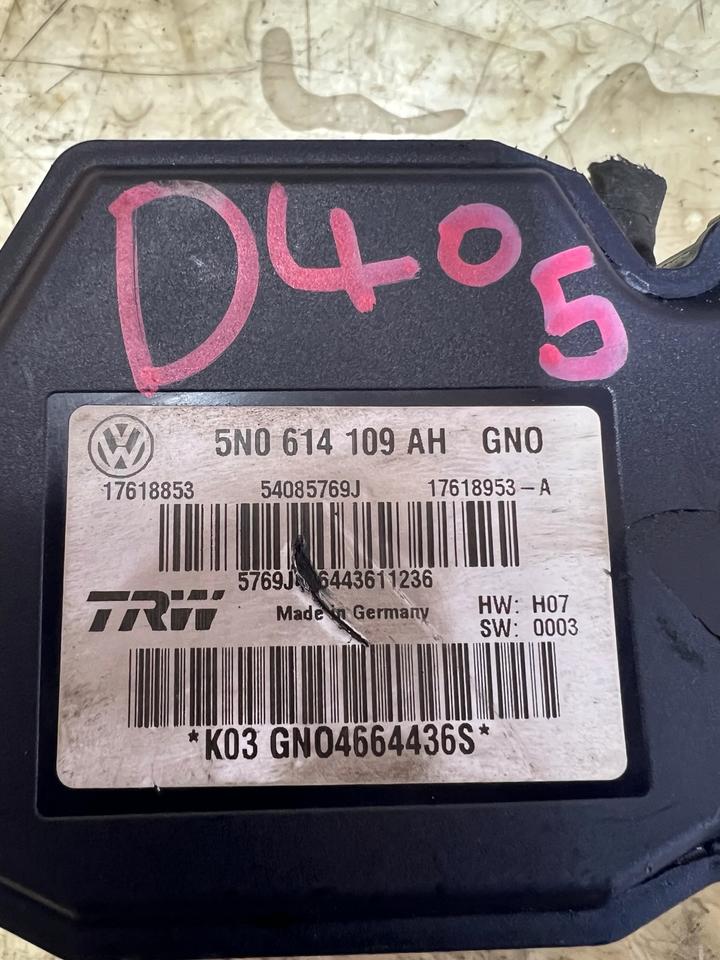 D405
5N0 614 109 AH GNO
17618853 54085769J 17618953-A
TRW
Made in Germany
HW: H07
SW: 0003
*K03 GNO4664436S*